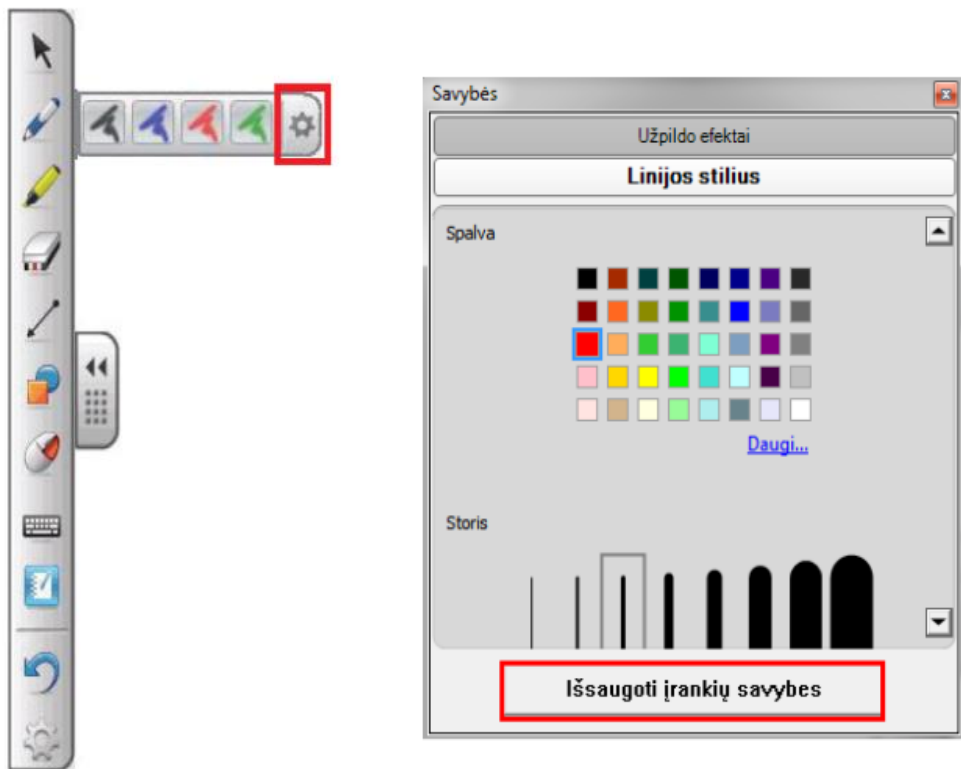 Savybės
Užpildo efektai
Linijos stilius
Spalva
Daugi...
Storis
Išsaugoti įrankių savybes